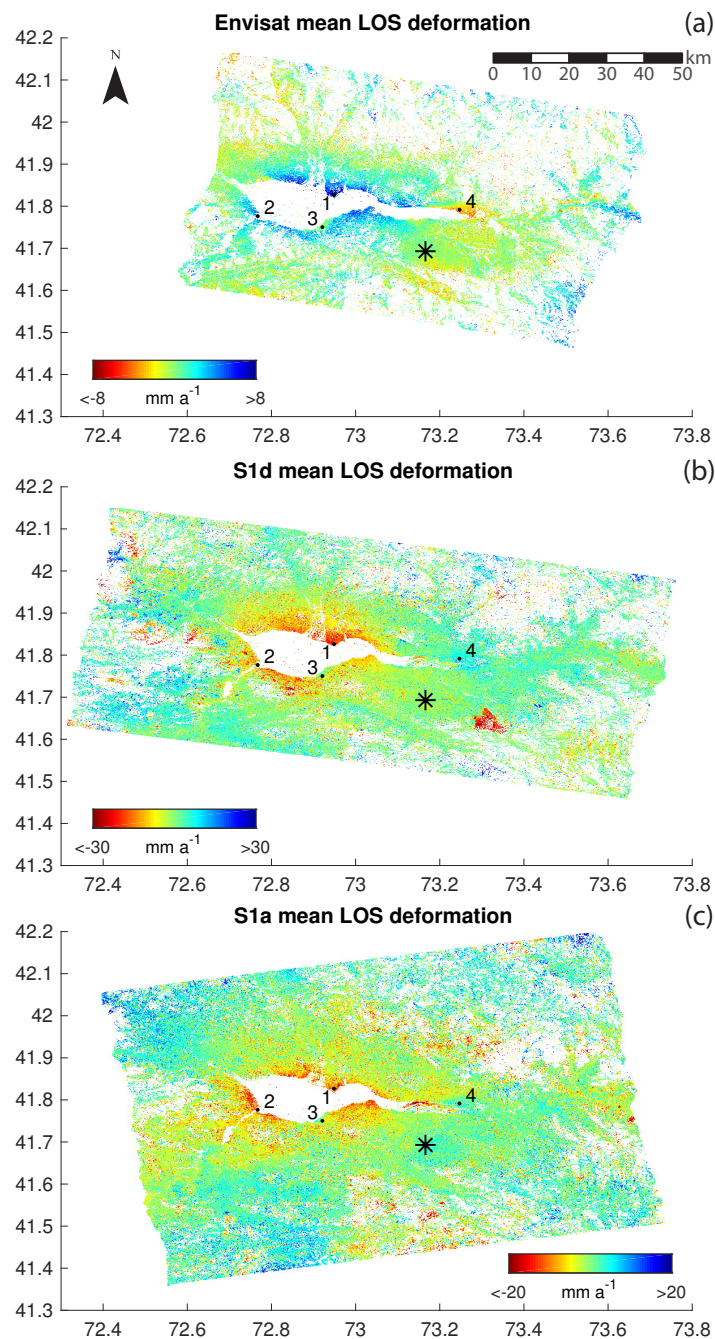 Envisat mean LOS deformation
(a)
42.2
42.1
42
41.9
41.8
41.7
41.6
41.5
41.4
41.3
N
km
0 10 20 30 40 50
1
2
3
4
<-8 mm a⁻¹ >8
72.4 72.6 72.8 73 73.2 73.4 73.6 73.8
S1d mean LOS deformation
(b)
42.2
42.1
42
41.9
41.8
41.7
41.6
41.5
41.4
41.3
1
2
3
4
<-30 mm a⁻¹ >30
72.4 72.6 72.8 73 73.2 73.4 73.6 73.8
S1a mean LOS deformation
(c)
42.2
42.1
42
41.9
41.8
41.7
41.6
41.5
41.4
41.3
1
2
3
4
<-20 mm a⁻¹ >20
72.4 72.6 72.8 73 73.2 73.4 73.6 73.8